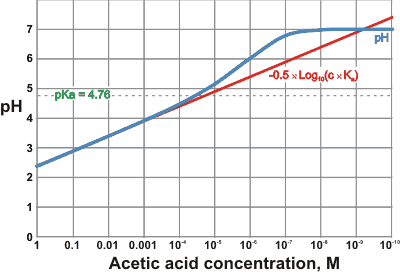 7
6
5
4
3
2
1
0
pH
pKa = 4.76
pH
-0.5 × Log₁₀(c × Kₐ)
1 0.1 0.01 0.001 10⁻⁴ 10⁻⁵ 10⁻⁶ 10⁻⁷ 10⁻⁸ 10⁻⁹ 10⁻¹⁰
Acetic acid concentration, M